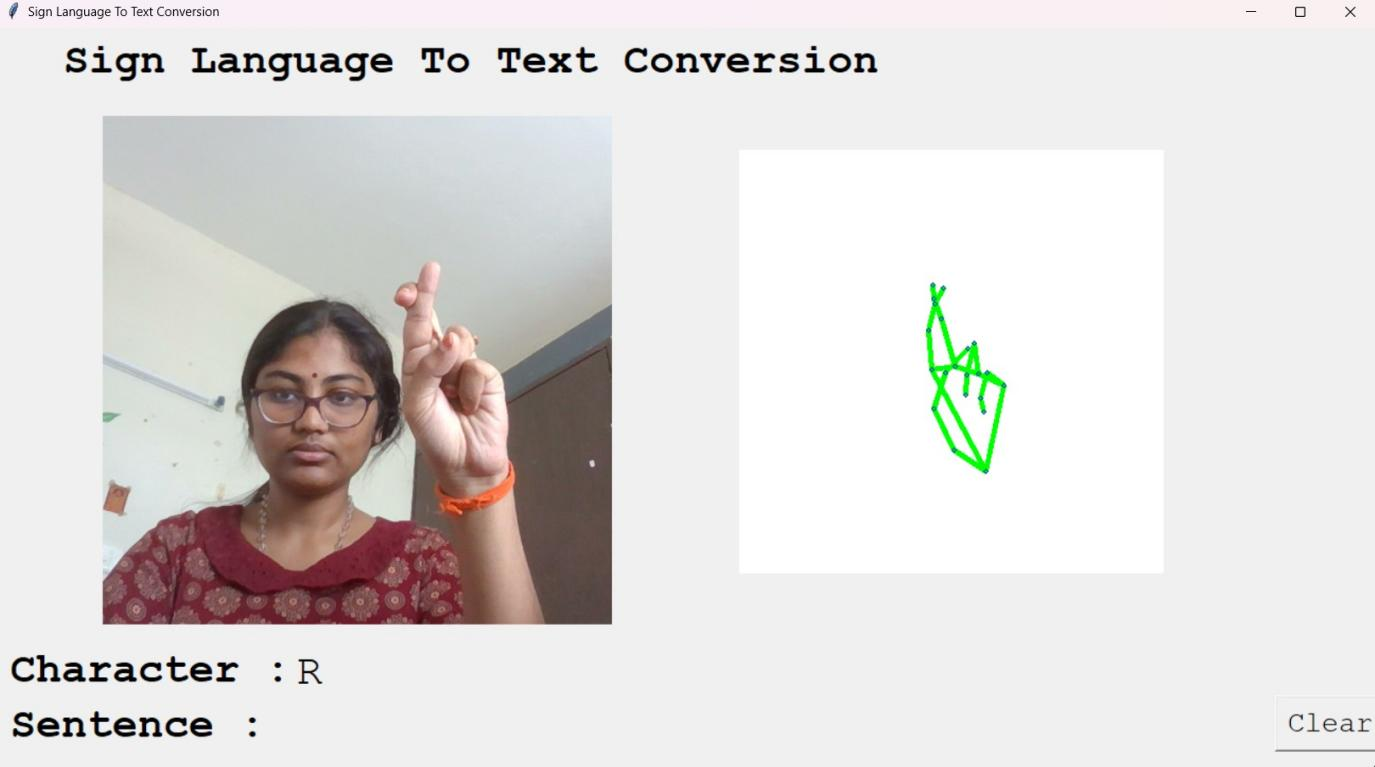 Sign Language To Text Conversion
Sign Language To Text Conversion
Character : R
Sentence :
Clear